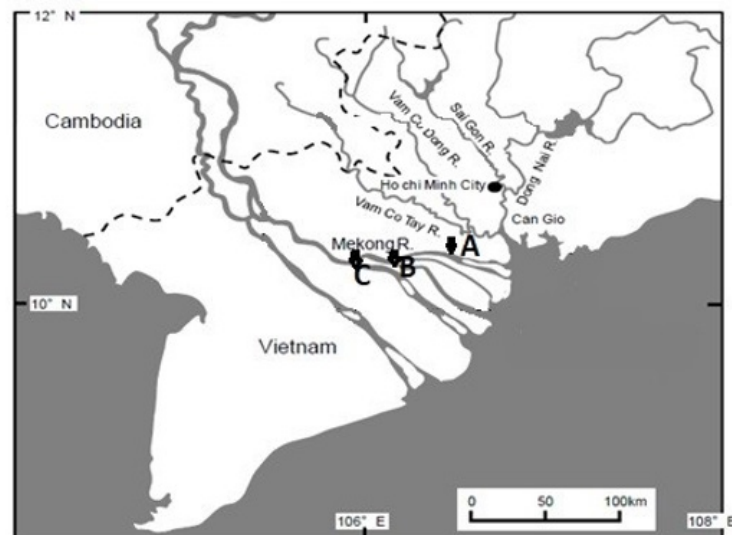 12° N
Cambodia
Vam Co Dong R.
Sai Gon R.
Dong Nai R.
Ho chi Minh City
Vam Co Tay R.
Can Gio
Mekong R.
A
B
C
10° N
Vietnam
0 50 100km
106° E
108° E